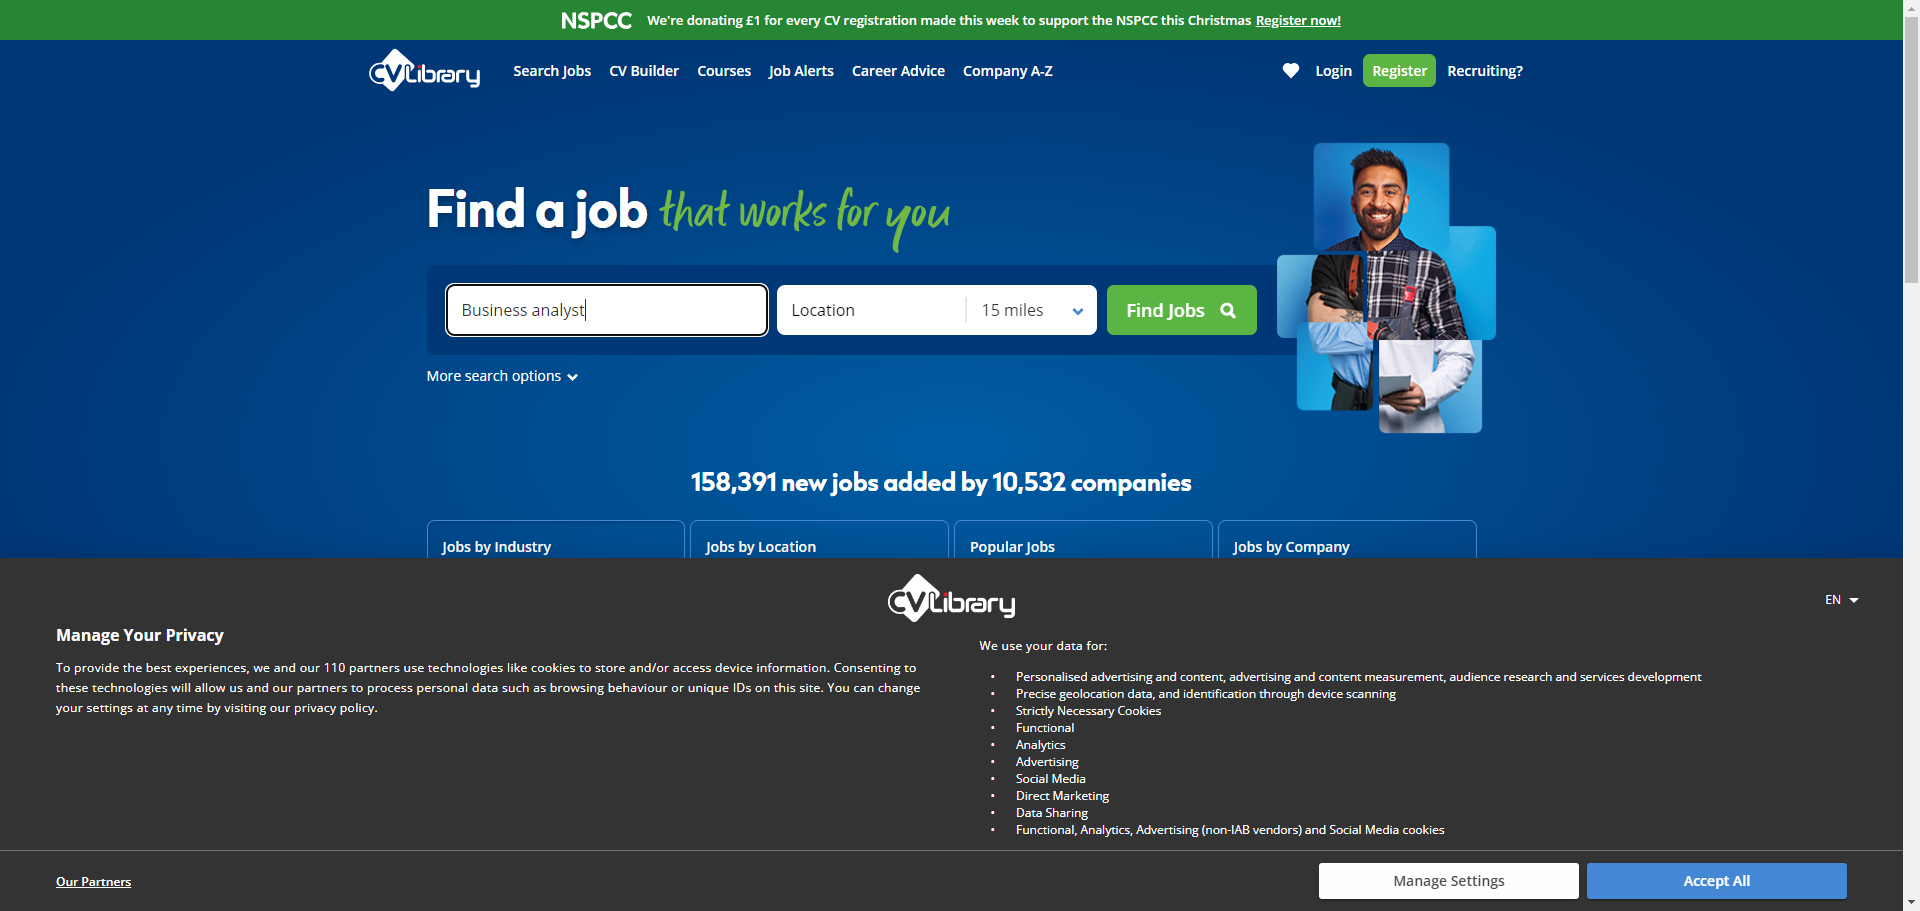 NSPCC We're donating £1 for every CV registration made this week to support the NSPCC this Christmas Register now!
CVLibrary Search Jobs CV Builder Courses Job Alerts Career Advice Company A-Z Login Register Recruiting?
Find a job that works for you
Business analyst Location 15 miles Find Jobs
More search options
158,391 new jobs added by 10,532 companies
Jobs by Industry Jobs by Location Popular Jobs Jobs by Company
CVLibrary
EN
Manage Your Privacy
To provide the best experiences, we and our 110 partners use technologies like cookies to store and/or access device information. Consenting to
these technologies will allow us and our partners to process personal data such as browsing behaviour or unique IDs on this site. You can change
your settings at any time by visiting our privacy policy.
We use your data for:
• Personalised advertising and content, advertising and content measurement, audience research and services development
• Precise geolocation data, and identification through device scanning
• Strictly Necessary Cookies
• Functional
• Analytics
• Advertising
• Social Media
• Direct Marketing
• Data Sharing
• Functional, Analytics, Advertising (non-IAB vendors) and Social Media cookies
Our Partners Manage Settings Accept All